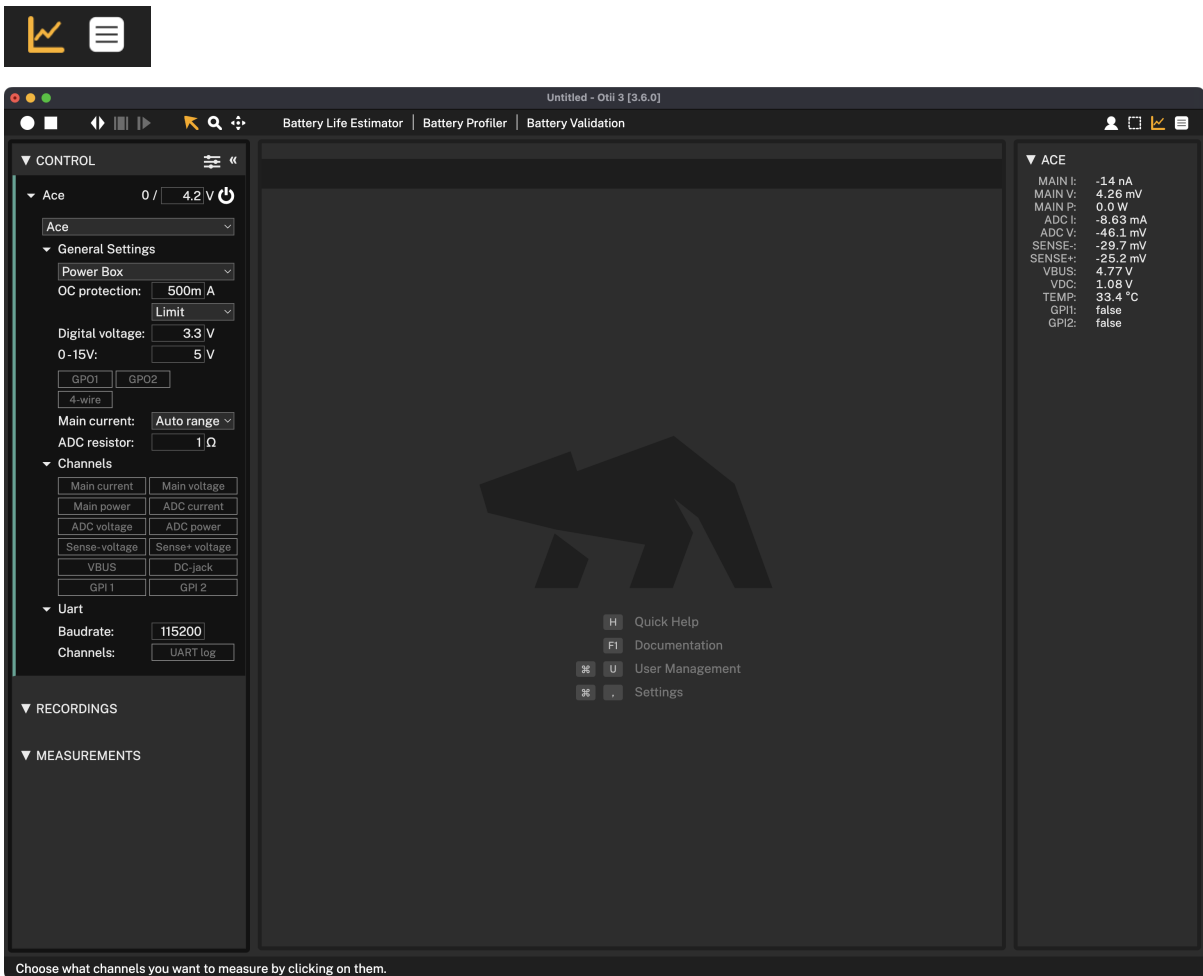 Untitled - Otii 3 [3.6.0]
Battery Life Estimator | Battery Profiler | Battery Validation
▼ CONTROL
Ace 0 / 4.2 V
Ace
General Settings
Power Box
OC protection: 500m A
Limit
Digital voltage: 3.3 V
0-15V: 5 V
GPO1 GPO2
4-wire
Main current: Auto range
ADC resistor: 1 Ω
Channels
Main current Main voltage
Main power ADC current
ADC voltage ADC power
Sense-voltage Sense+ voltage
VBUS DC-jack
GPI 1 GPI 2
Uart
Baudrate: 115200
Channels: UART log
▼ RECORDINGS
▼ MEASUREMENTS
H Quick Help
F1 Documentation
⌘ U User Management
⌘ , Settings
▼ ACE
MAIN I: -14 nA
MAIN V: 4.26 mV
MAIN P: 0.0 W
ADC I: -8.63 mA
ADC V: -46.1 mV
SENSE-: -29.7 mV
SENSE+: -25.2 mV
VBUS: 4.77 V
VDC: 1.08 V
TEMP: 33.4 °C
GPI1: false
GPI2: false
Choose what channels you want to measure by clicking on them.